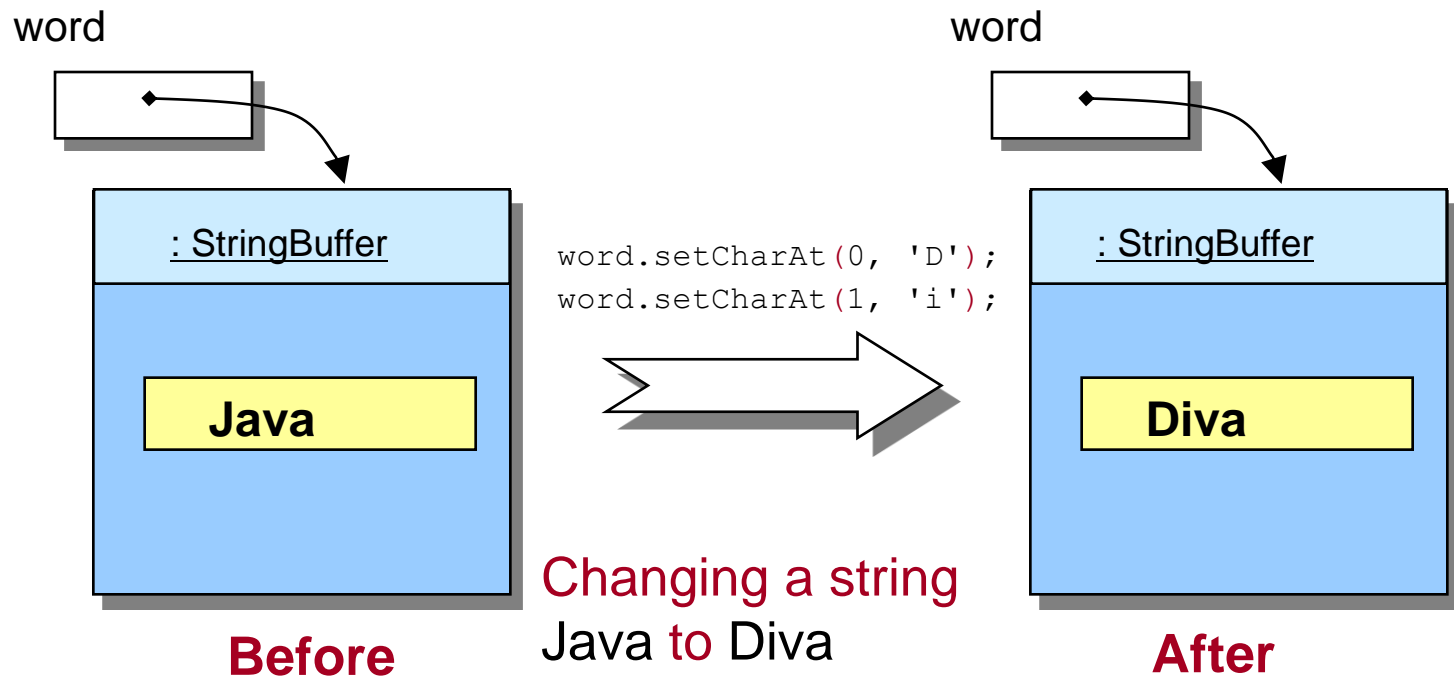 word
word
: StringBuffer
word.setCharAt(0, 'D');
word.setCharAt(1, 'i');
: StringBuffer
Java
Diva
Changing a string
Java to Diva
Before
After